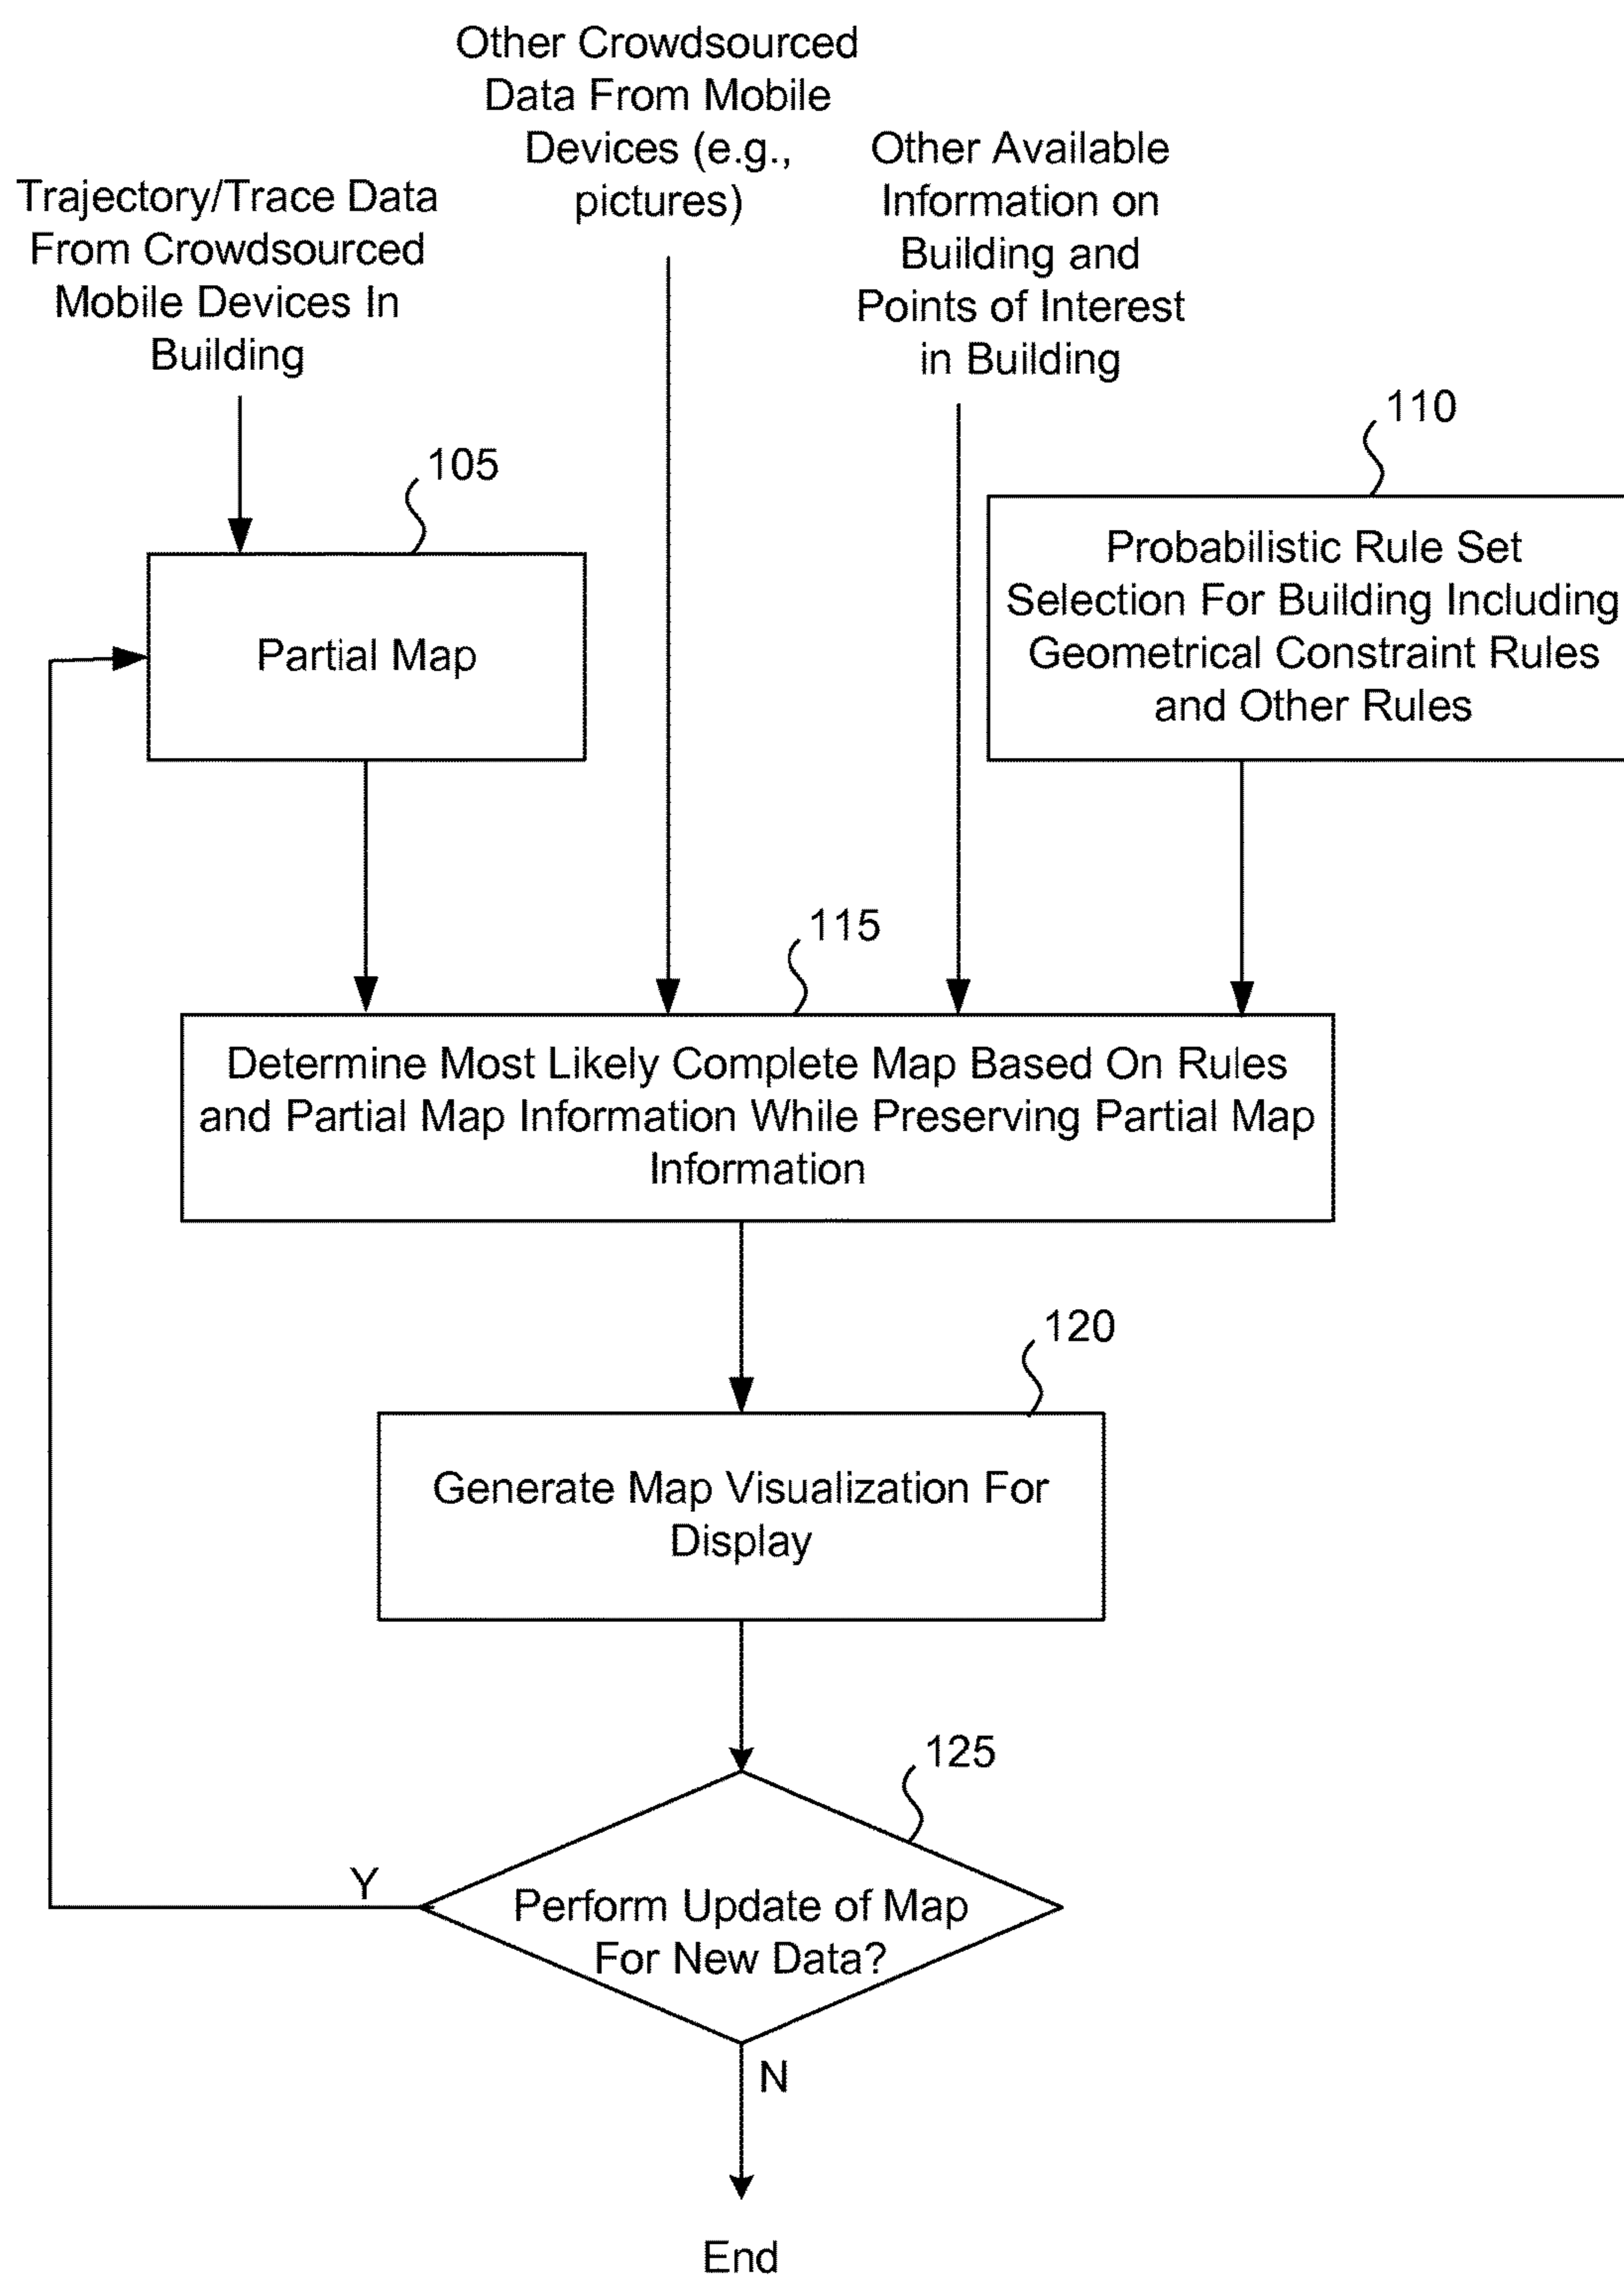 Other Crowdsourced
Data From Mobile
Devices (e.g.,
pictures)
Other Available
Information on
Building and
Points of Interest
in Building
Trajectory/Trace Data
From Crowdsourced
Mobile Devices In
Building
110
105
Probabilistic Rule Set
Selection For Building Including
Geometrical Constraint Rules
and Other Rules
Partial Map
115
Determine Most Likely Complete Map Based On Rules
and Partial Map Information While Preserving Partial Map
Information
120
Generate Map Visualization For
Display
125
Y
Perform Update of Map
For New Data?
N
End